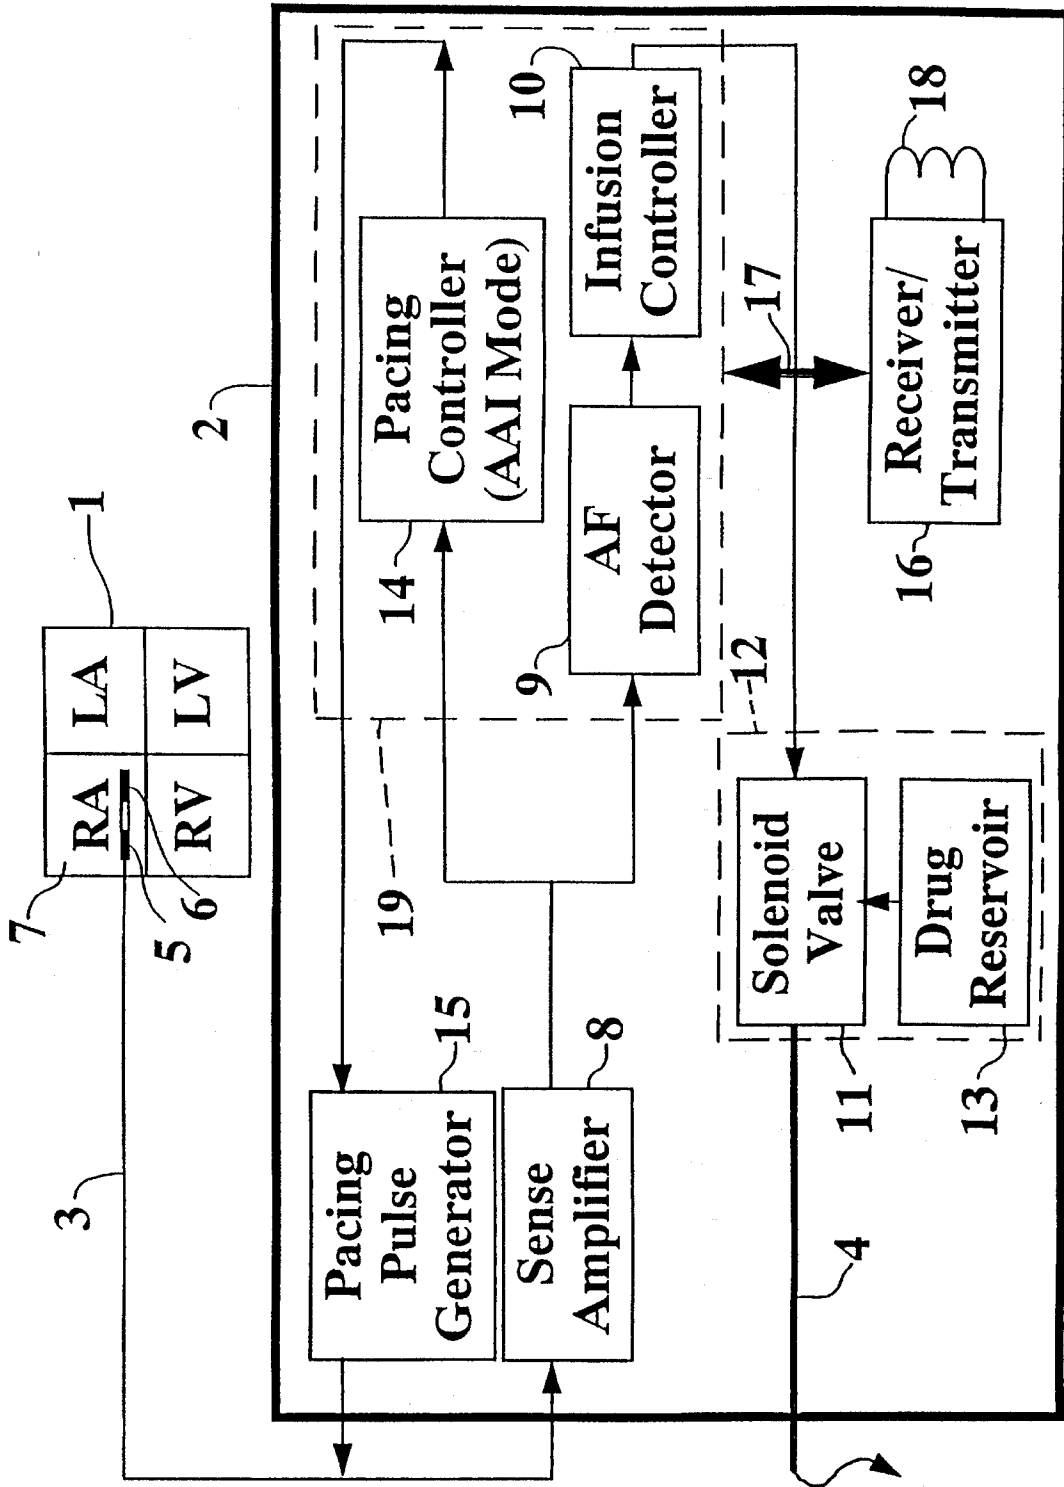 1
LA
RA
LV
RV
7
5
6
3
2
Pacing
Controller
(AAI Mode)
14
10
Infusion
Controller
AF
Detector
9
19
Pacing
Pulse
Generator
15
Sense
Amplifier
8
17
18
Receiver/
Transmitter
16
12
Solenoid
Valve
11
Drug
Reservoir
13
4